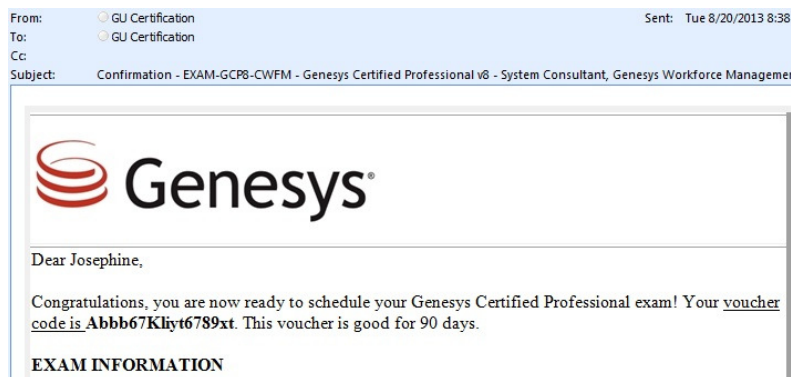 From: GU Certification Sent: Tue 8/20/2013 8:38
To: GU Certification
Cc:
Subject: Confirmation - EXAM-GCP8-CWFM - Genesys Certified Professional v8 - System Consultant, Genesys Workforce Manageme
Genesys
Dear Josephine,
Congratulations, you are now ready to schedule your Genesys Certified Professional exam! Your voucher
code is Abbb67Kliyt6789xt. This voucher is good for 90 days.
EXAM INFORMATION